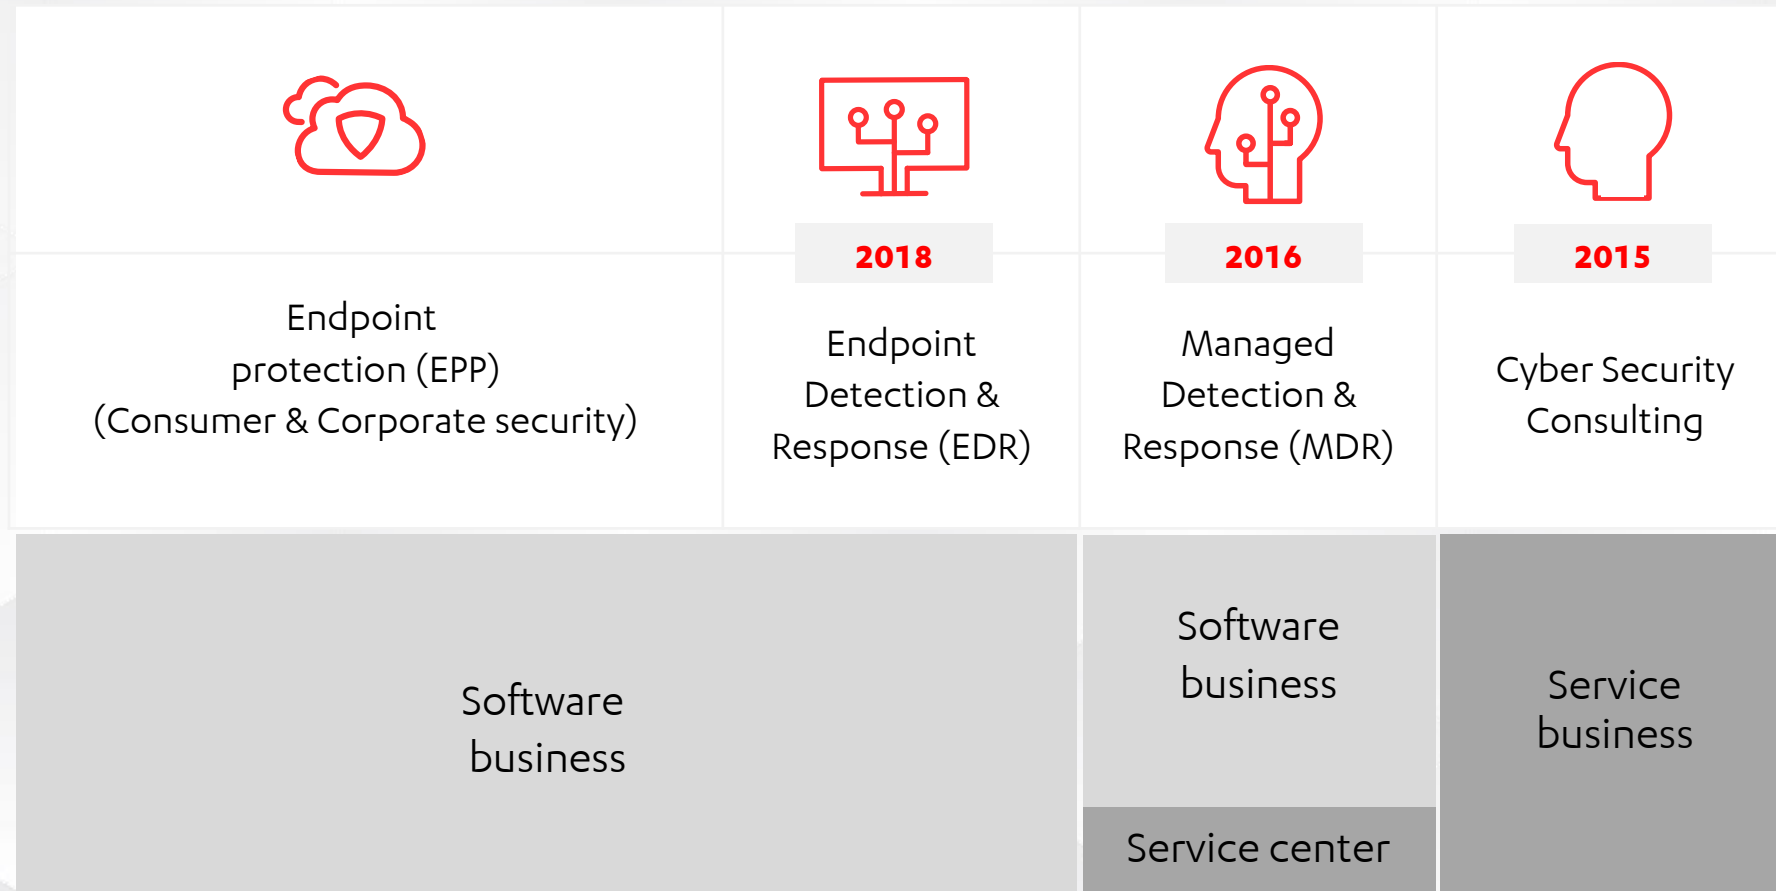 Endpoint
protection (EPP)
(Consumer & Corporate security)
2018
Endpoint
Detection &
Response (EDR)
2016
Managed
Detection &
Response (MDR)
2015
Cyber Security
Consulting
Software
business
Software
business
Service center
Service
business